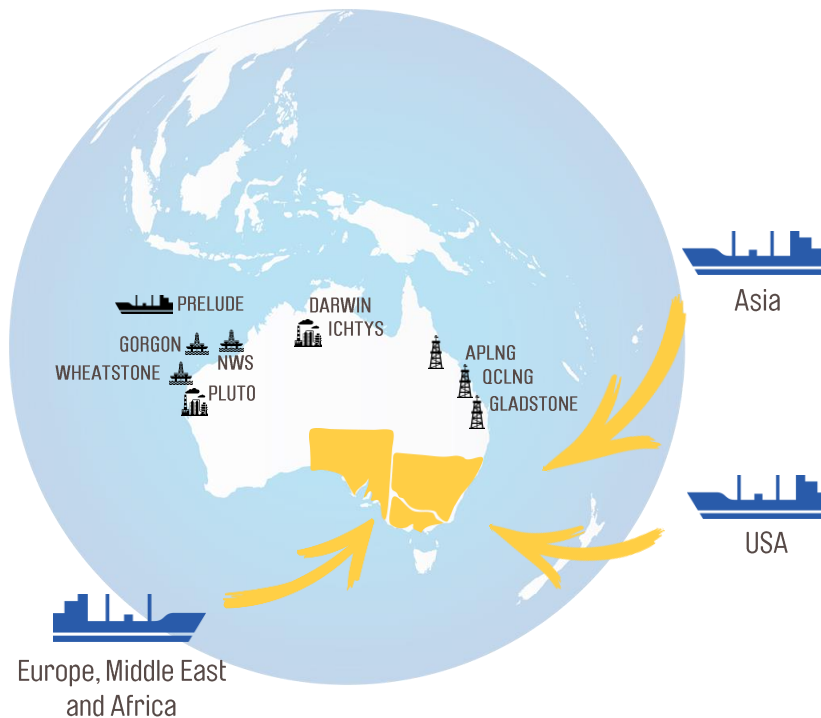 Asia
PRELUDE
DARWIN
ICHTYS
GORGON
NWS
WHEATSTONE
PLUTO
APLNG
QCLNG
GLADSTONE
USA
Europe, Middle East
and Africa